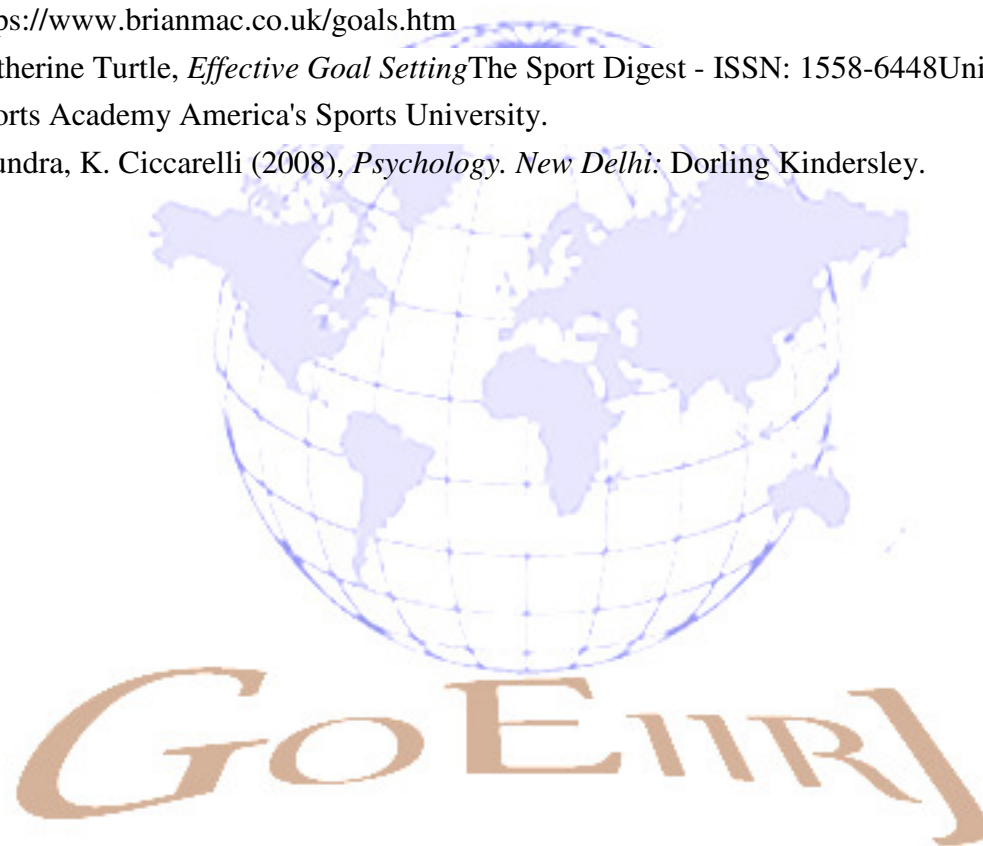 ps://www.brianmac.co.uk/goals.htm
therine Turtle, Effective Goal SettingThe Sport Digest - ISSN: 1558-6448Uni
orts Academy America's Sports University.
undra, K. Ciccarelli (2008), Psychology. New Delhi: Dorling Kindersley.
GOEIIRJ